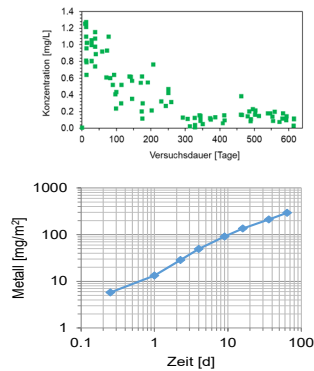 1.4
1.2
1.0
0.8
0.6
0.4
0.2
0.0
Konzentration [mg/L]
0 100 200 300 400 500 600
Versuchsdauer [Tage]
1000
100
10
1
Metall [mg/m²]
0.1 1 10 100
Zeit [d]